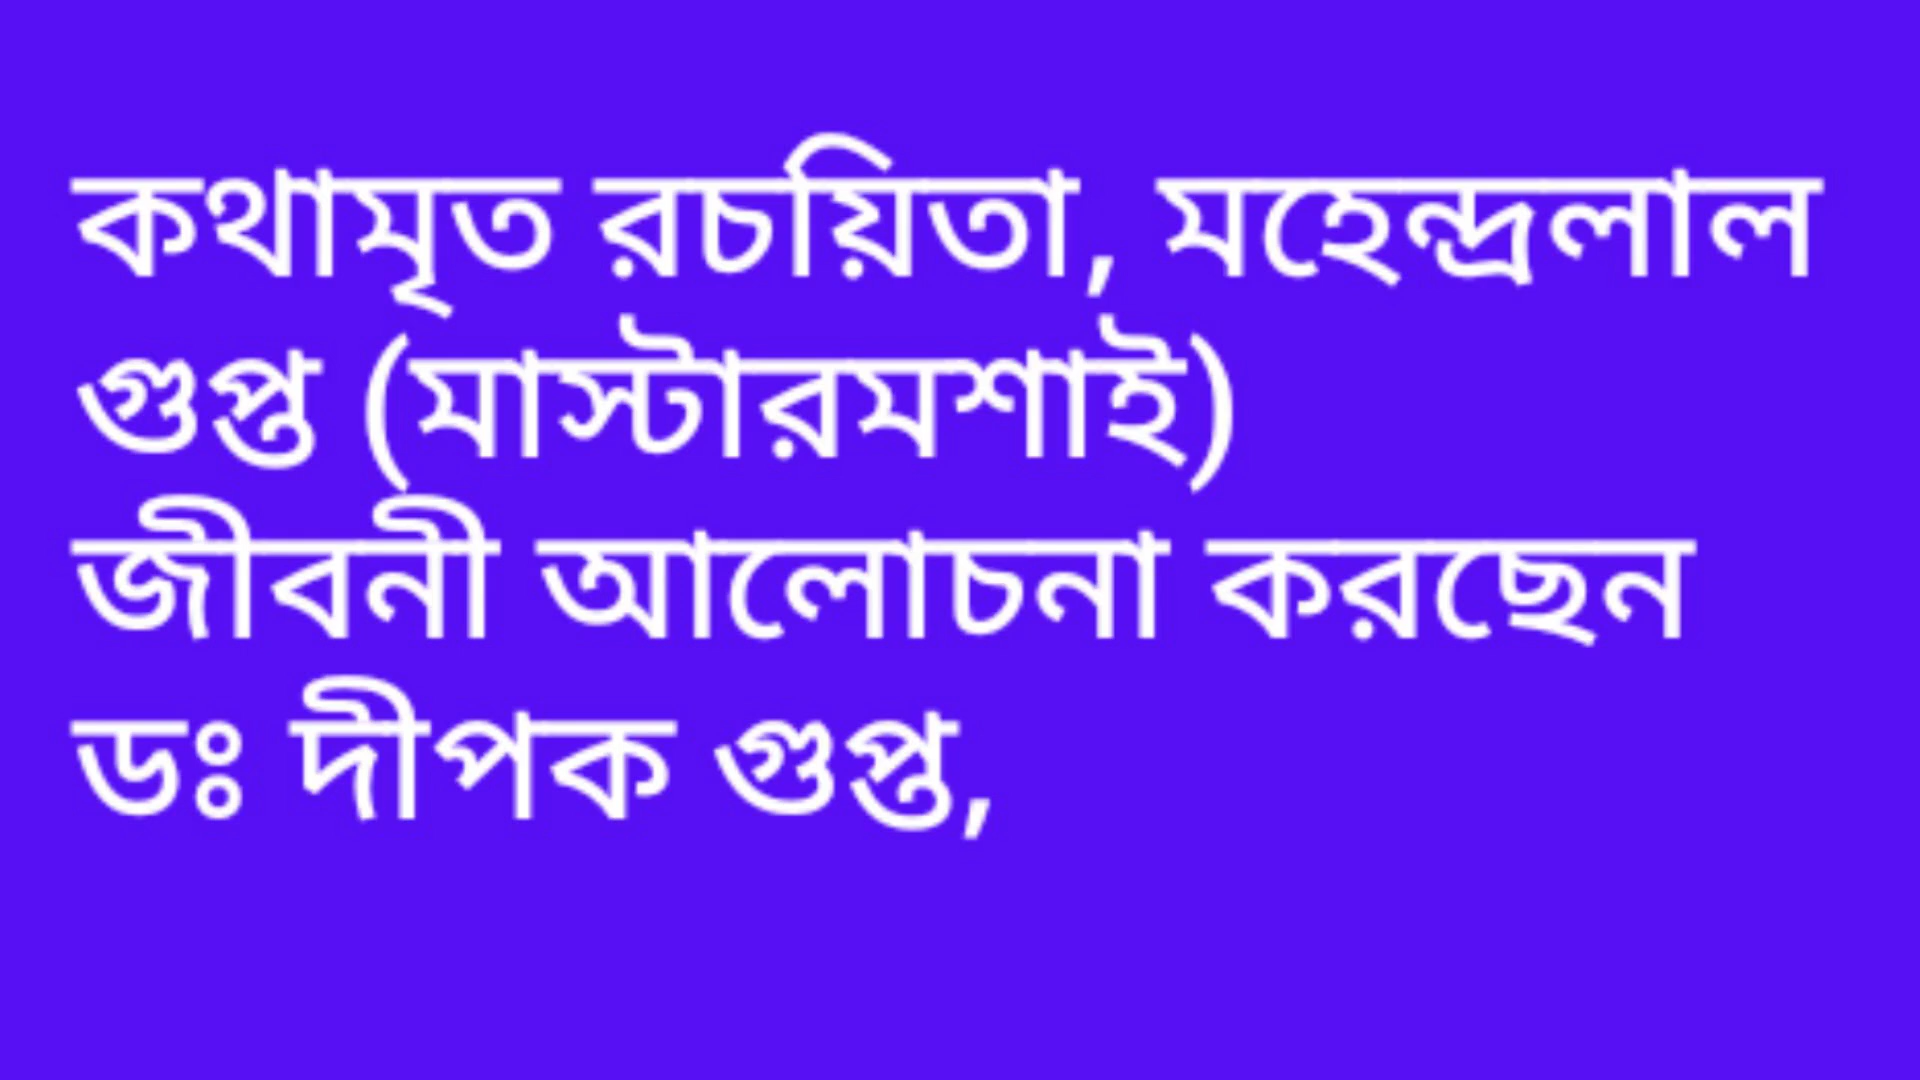 কথামৃত রচয়িতা, মহেন্দ্রলাল
গুপ্ত (মাস্টারমশাই)
জীবনী আলোচনা করছেন
ডঃ দীপক গুপ্ত,